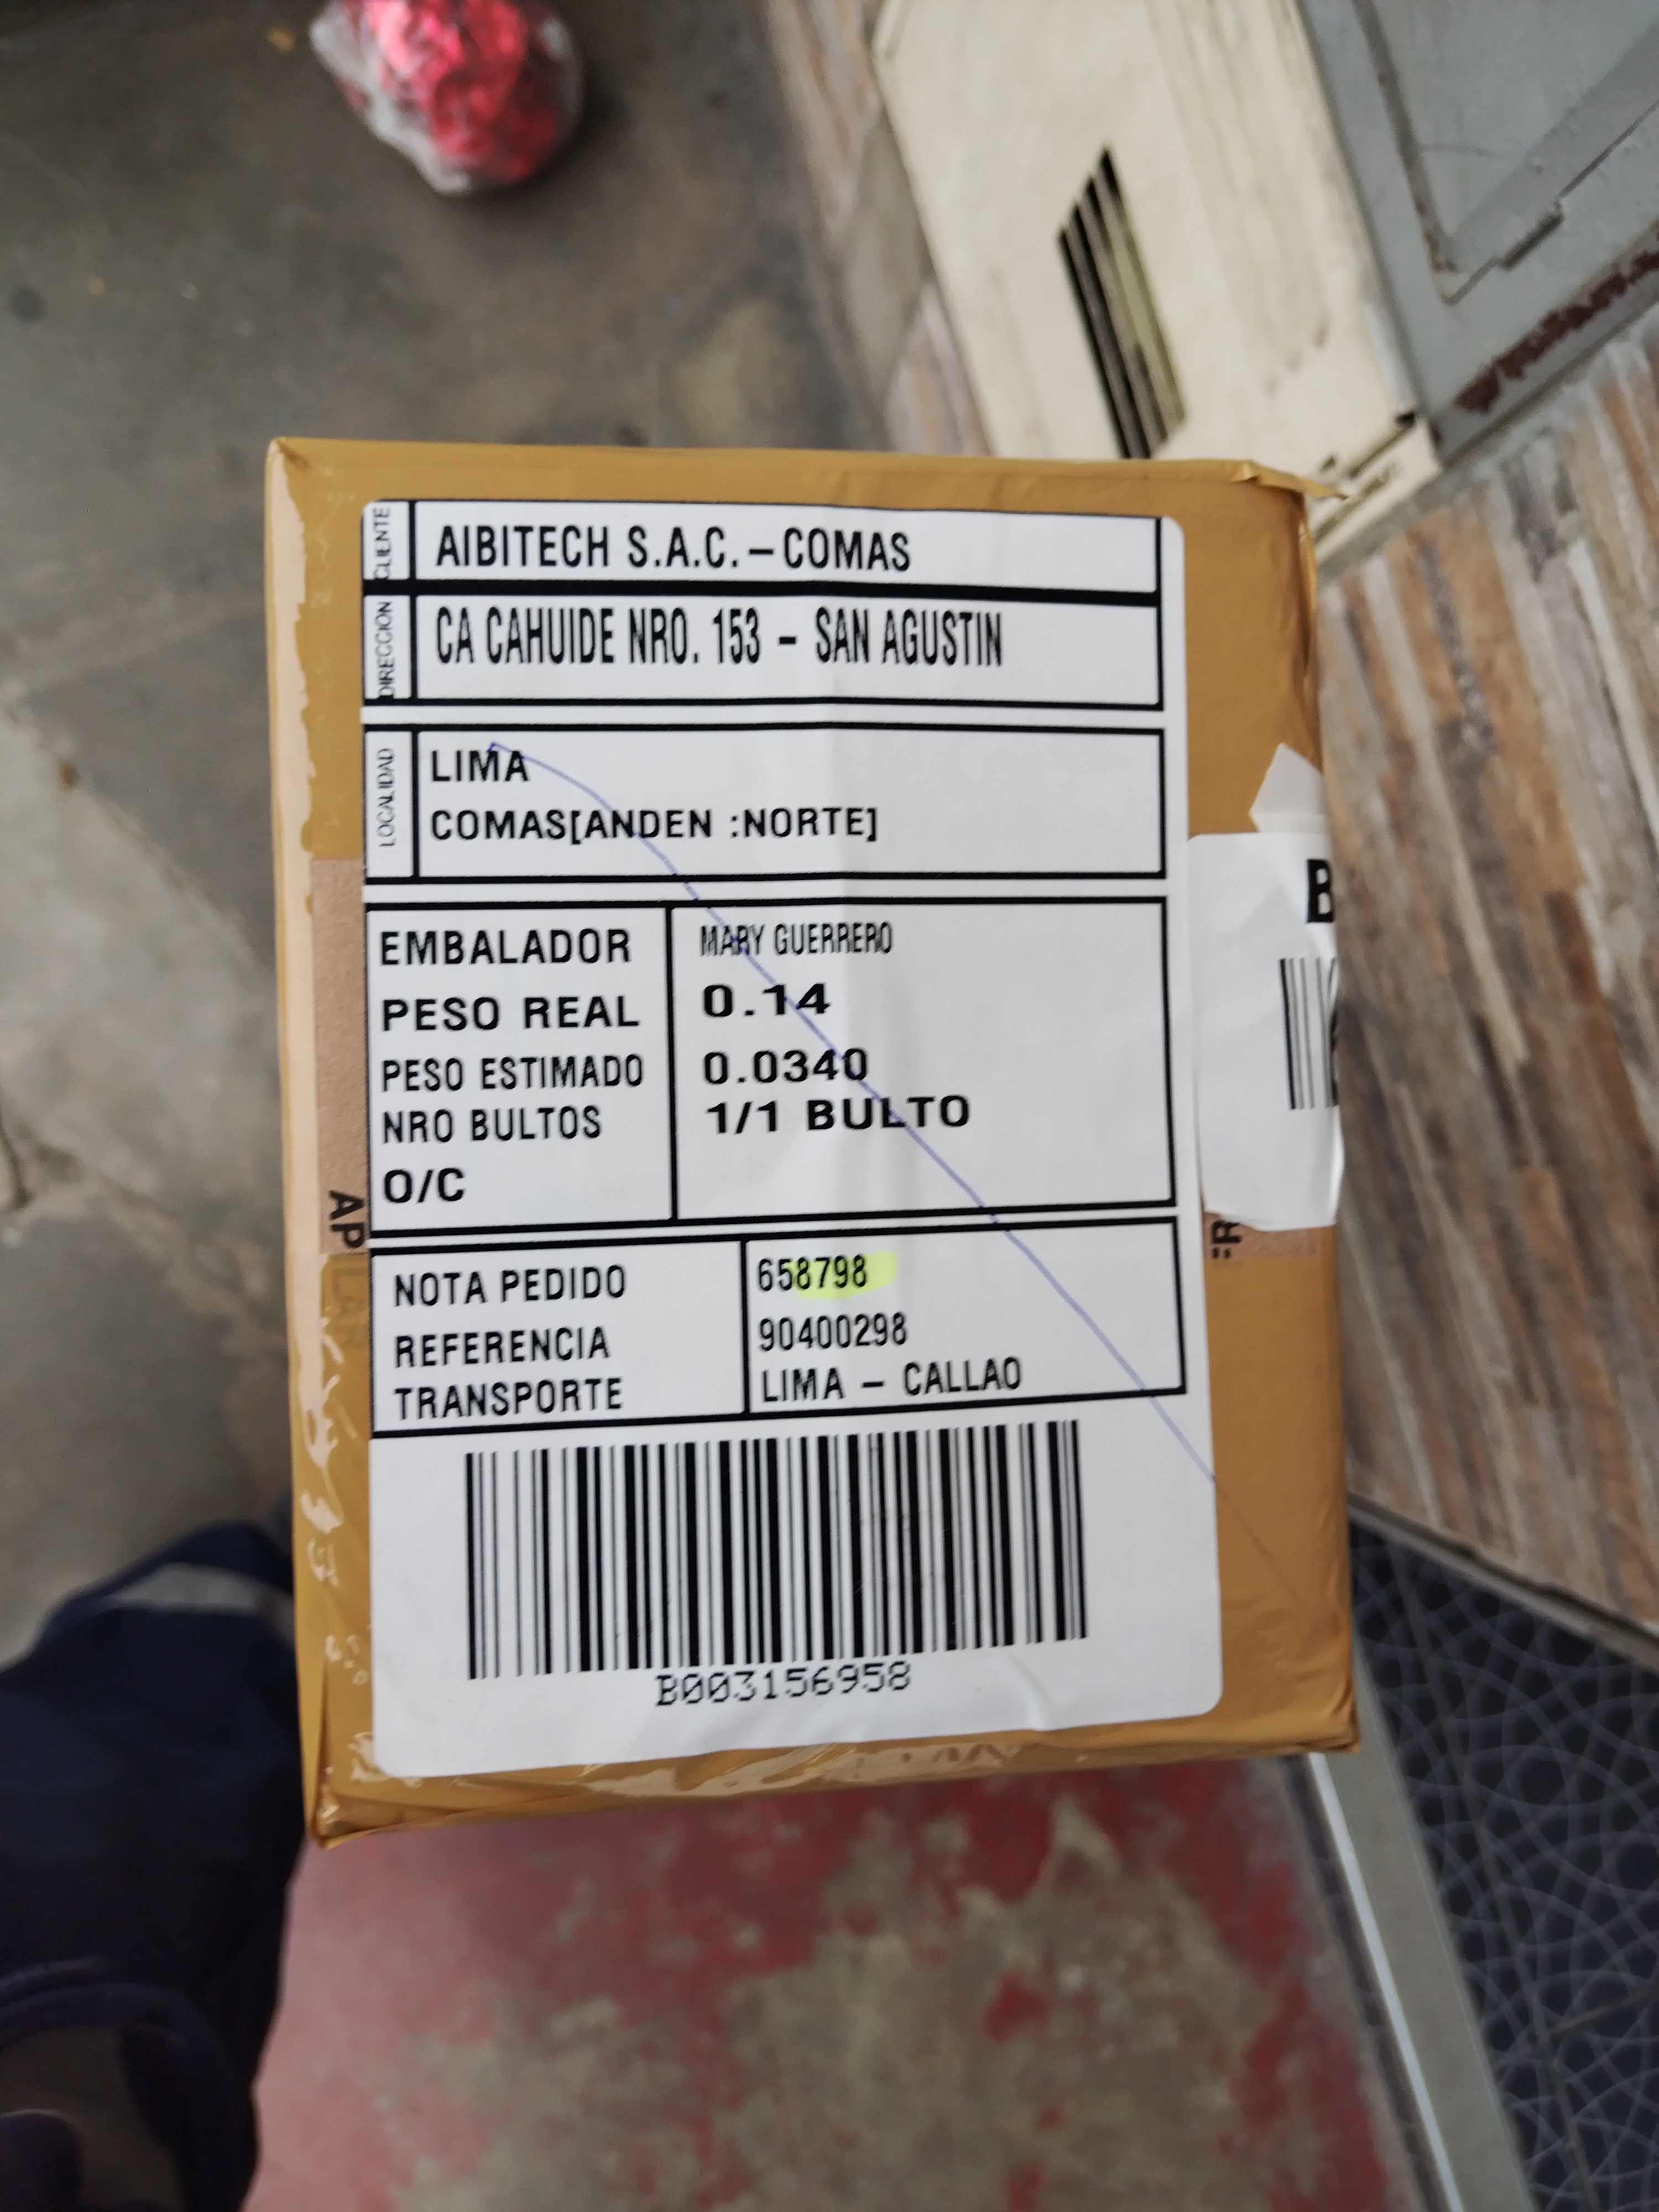 CLIENTE
AIBITECH S.A.C. – COMAS
DIRECCION
CA CAHUIDE NRO. 153 – SAN AGUSTIN
LOCALIDAD
LIMA
COMAS[ANDEN :NORTE]
EMBALADOR MARY GUERRERO
PESO REAL 0.14
PESO ESTIMADO 0.0340
NRO BULTOS 1/1 BULTO
O/C
NOTA PEDIDO 658798
REFERENCIA 90400298
TRANSPORTE LIMA – CALLAO
B003156958
B
AP